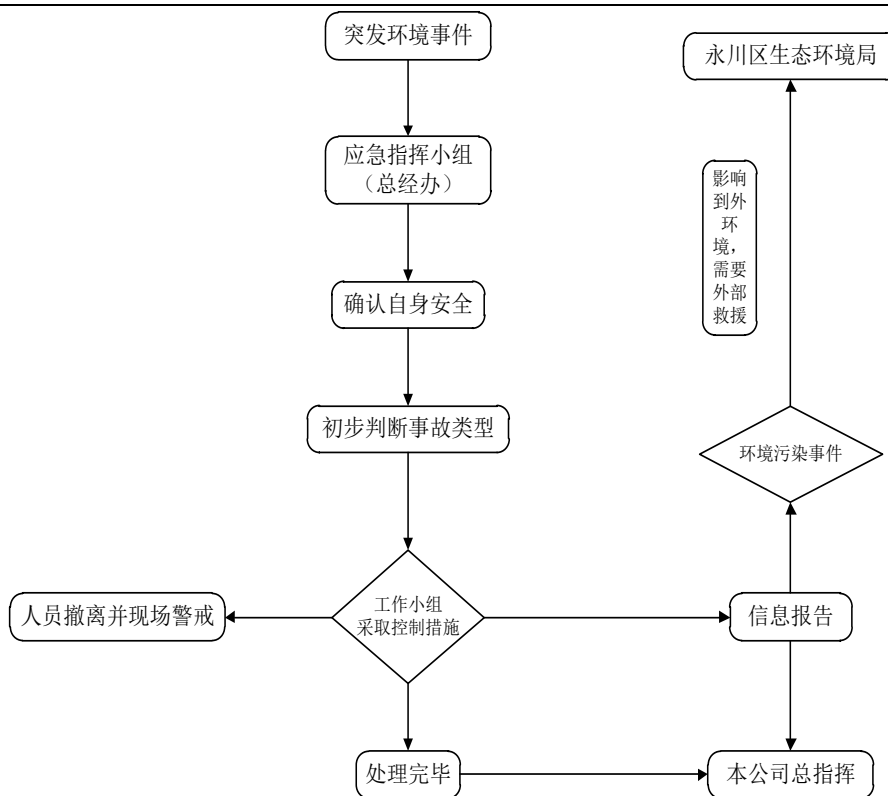 突发环境事件
永川区生态环境局
应急指挥小组
（总经办）
影响
到外
环
境，
需要
外部
救援
确认自身安全
初步判断事故类型
环境污染事件
人员撤离并现场警戒
工作小组
采取控制措施
信息报告
处理完毕
本公司总指挥